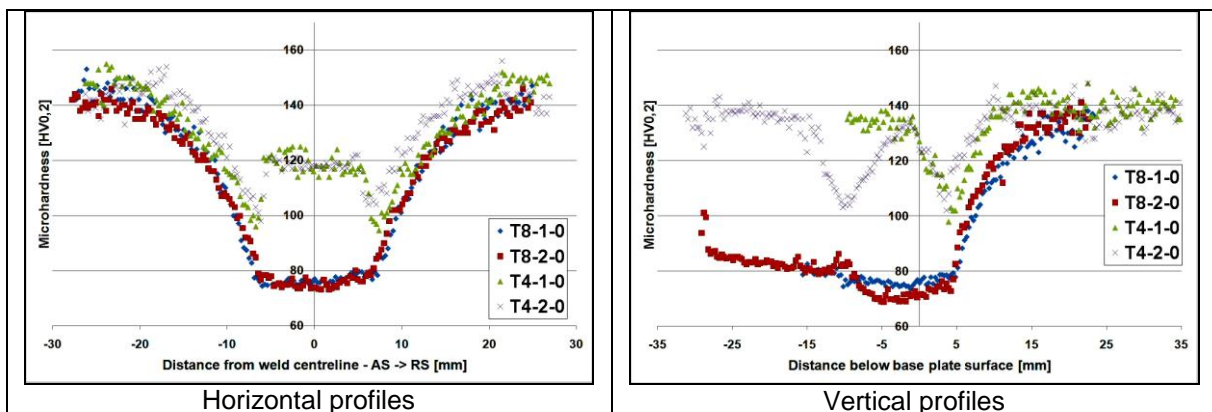 Microhardness [HV0,2]
160
140
120
100
80
60
-30 -20 -10 0 10 20 30
Distance from weld centreline - AS -> RS [mm]
T8-1-0
T8-2-0
T4-1-0
T4-2-0
Horizontal profiles
Microhardness [HV0,2]
160
140
120
100
80
60
-35 -25 -15 -5 5 15 25 35
Distance below base plate surface [mm]
T8-1-0
T8-2-0
T4-1-0
T4-2-0
Vertical profiles